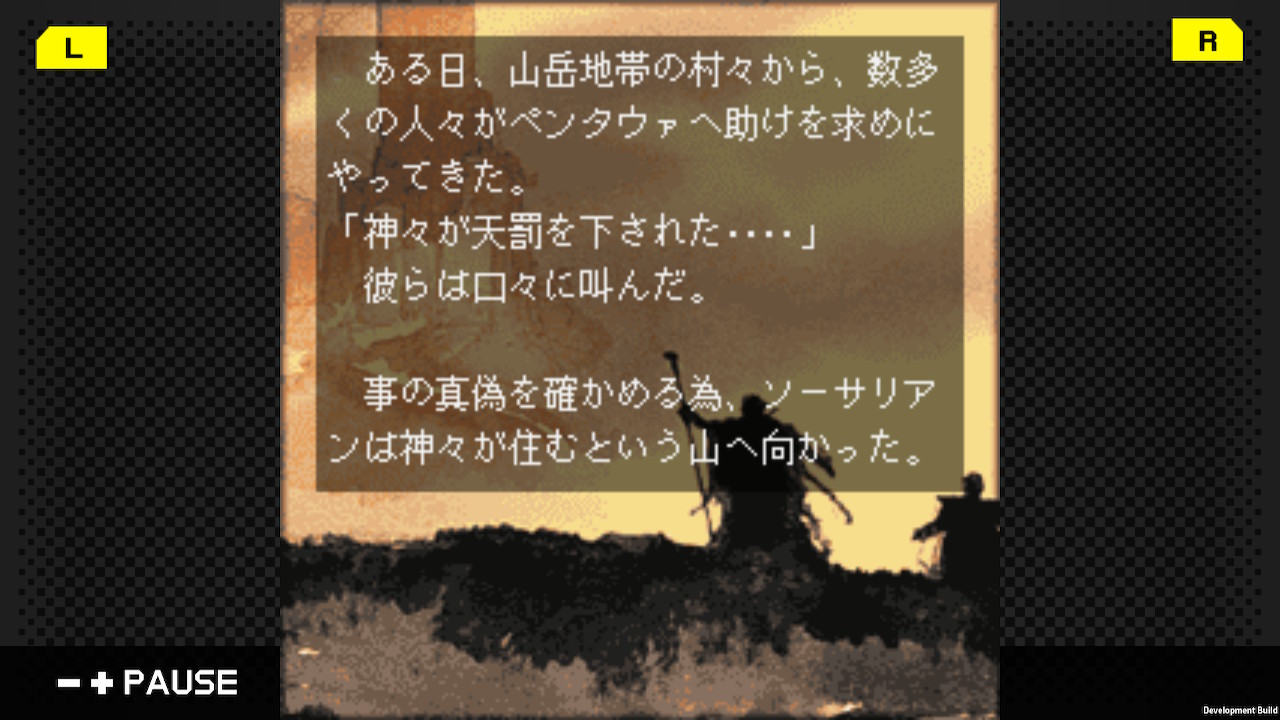 L
R
ある日、山岳地帯の村々から、数多
くの人々がペンタウァへ助けを求めに
やってきた。
「神々が天罰を下された‥‥」
彼らは口々に叫んだ。
事の真偽を確かめる為、ソーサリア
ンは神々が住むという山へ向かった。
－＋PAUSE
Development Build